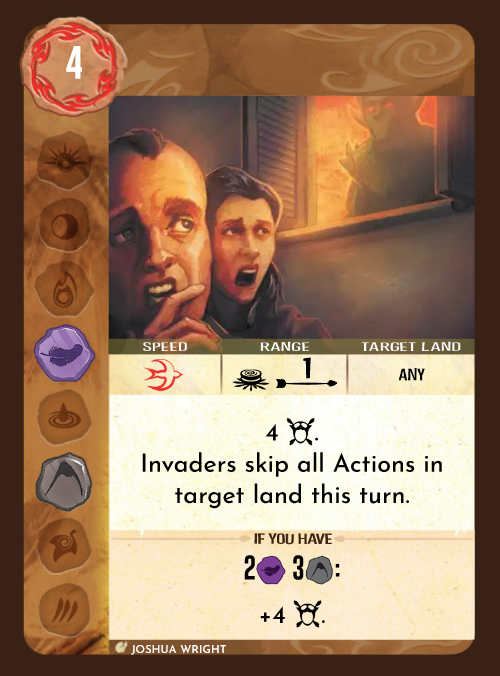 4
SPEED RANGE TARGET LAND
1 ANY
4 .
Invaders skip all Actions in
target land this turn.
IF YOU HAVE
2 3 :
+4 .
JOSHUA WRIGHT